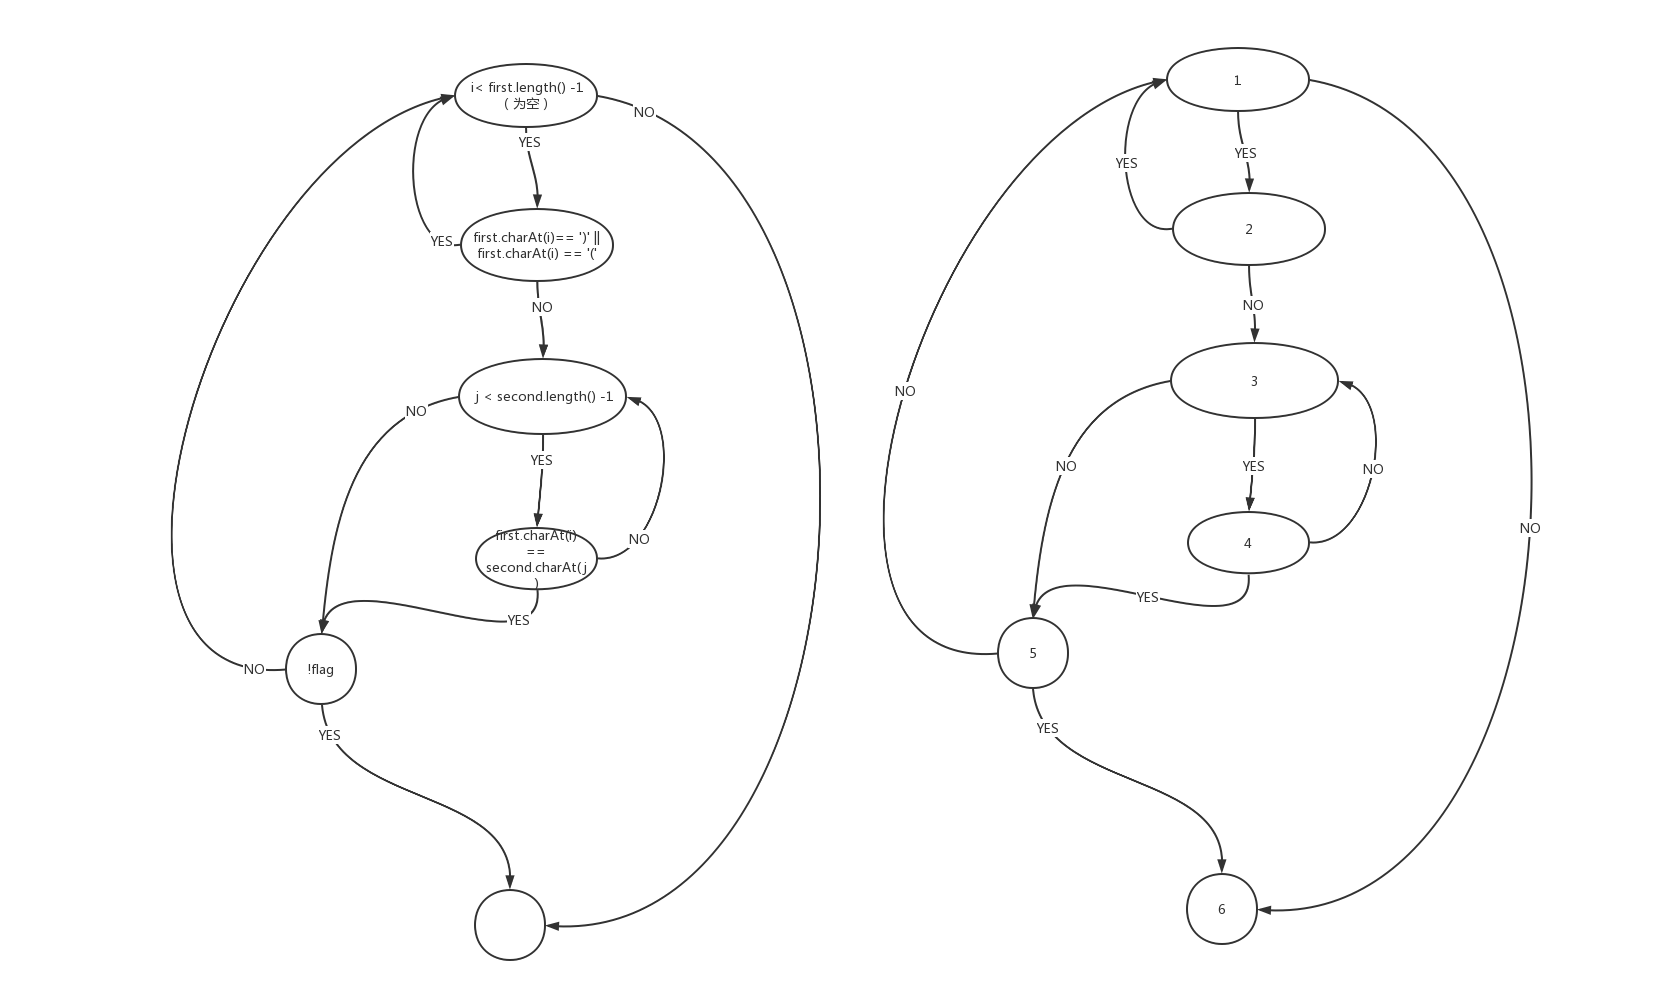 i< first.length() -1
( 为空 )
NO
YES
first.charAt(i)== ')' ||
first.charAt(i) == '('
YES
NO
j < second.length() -1
NO
YES
first.charAt(i)
==
second.charAt(j
)
NO
YES
!flag
NO
YES
1
YES
YES
2
NO
3
NO
NO
YES
NO
4
YES
NO
5
YES
6